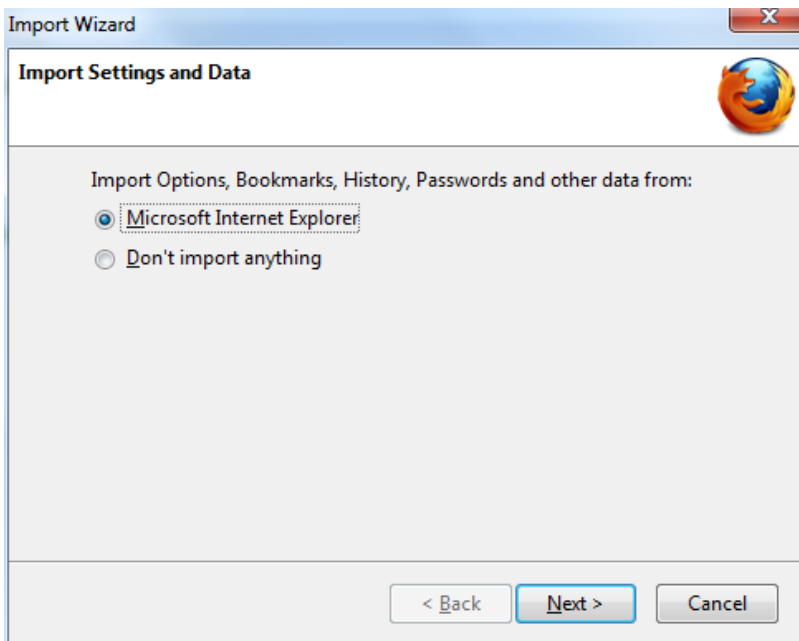 Import Wizard
Import Settings and Data
Import Options, Bookmarks, History, Passwords and other data from:
Microsoft Internet Explorer
Don't import anything
< Back Next > Cancel